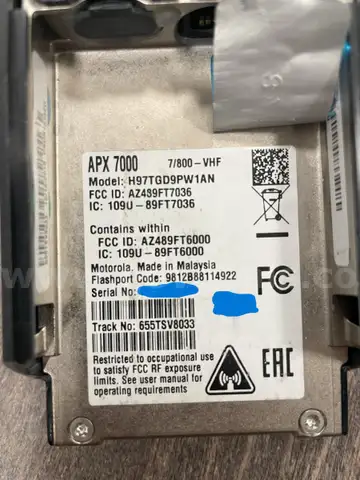 APX 7000 7/800-VHF
Model: H97TGD9PW1AN
FCC ID: AZ489FT7036
IC: 109U-89FT7036
Contains within
FCC ID: AZ489FT6000
IC: 109U-89FT6000
Motorola. Made in Malaysia
Flashport Code: 9812B88114922
Serial No:
FC
Track No: 655TSV8033
Restricted to occupational use
to satisfy FCC RF exposure
limits. See user manual for
operating requirements
EAC